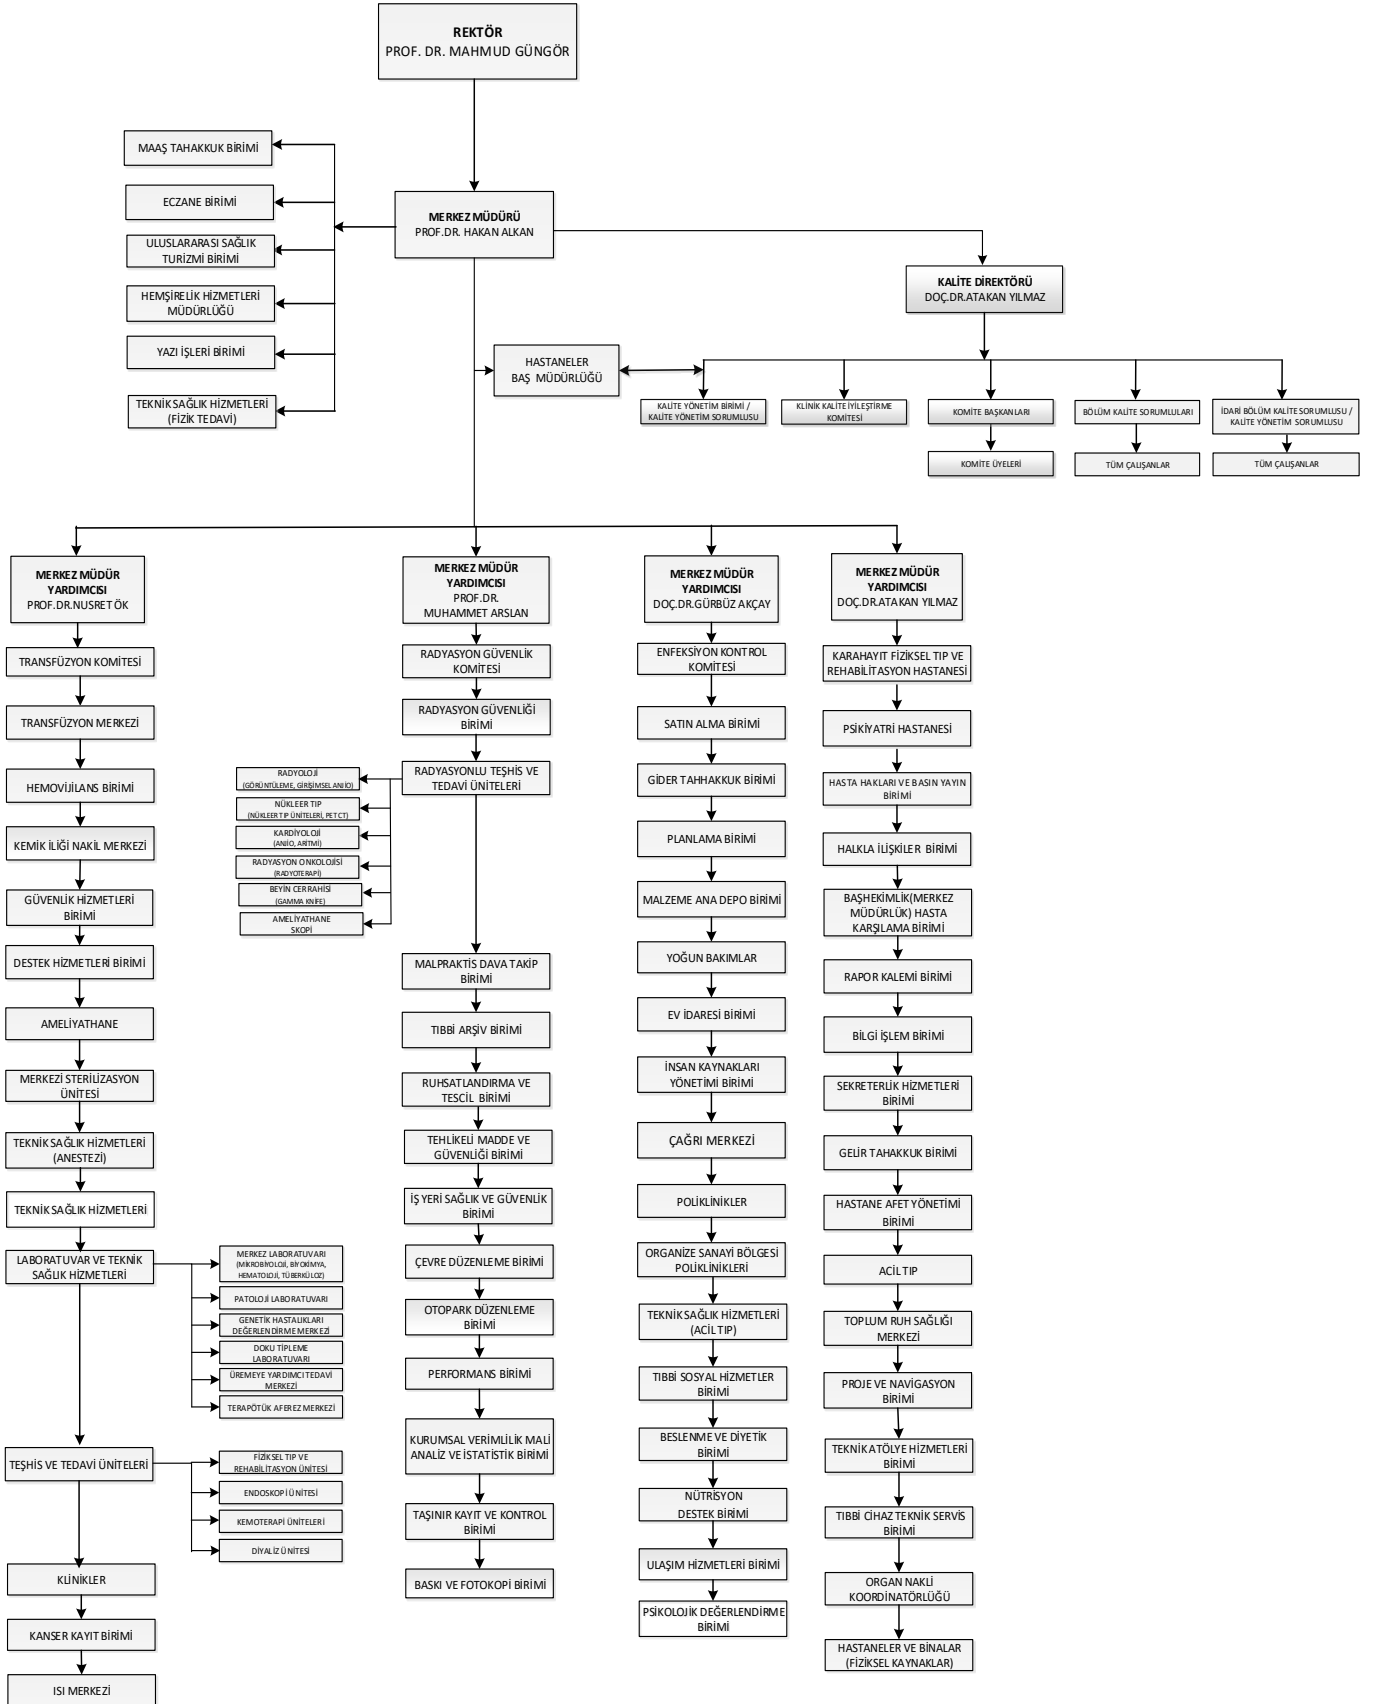 REKTÖR
PROF. DR. MAHMUD GÜNGÖR
MAAŞ TAHAKKUK BİRİMİ
ECZANE BİRİMİ
ULUSLARARASI SAĞLIK
TURİZMİ BİRİMİ
HEMŞİRELİK HİZMETLERİ
MÜDÜRLÜĞÜ
YAZI İŞLERİ BİRİMİ
TEKNİK SAĞLIK HİZMETLERİ
(FİZİK TEDAVİ)
MERKEZ MÜDÜRÜ
PROF.DR. HAKAN ALKAN
KALİTE DİREKTÖRÜ
DOÇ.DR.ATAKAN YILMAZ
HASTANELER
BAŞ MÜDÜRLÜĞÜ
KALİTE YÖNETİM BİRİMİ /
KALİTE YÖNETİM SORUMLUSU
KLİNİK KALİTE İYİLEŞTİRME
KOMİTESİ
KOMİTE BAŞKANLARI
KOMİTE ÜYELERİ
BÖLÜM KALİTE SORUMLULARI
TÜM ÇALIŞANLAR
İDARİ BÖLÜM KALİTE SORUMLUSU /
KALİTE YÖNETİM SORUMLUSU
TÜM ÇALIŞANLAR
MERKEZ MÜDÜR
YARDIMCISI
PROF.DR.NUSRET ÖK
TRANSFÜZYON KOMİTESİ
TRANSFÜZYON MERKEZİ
HEMOVİJİLANS BİRİMİ
KEMİK İLİĞİ NAKİL MERKEZİ
GÜVENLİK HİZMETLERİ
BİRİMİ
DESTEK HİZMETLERİ BİRİMİ
AMELİYATHANE
MERKEZİ STERİLİZASYON
ÜNİTESİ
TEKNİK SAĞLIK HİZMETLERİ
(ANESTEZİ)
TEKNİK SAĞLIK HİZMETLERİ
LABORATUVAR VE TEKNİK
SAĞLIK HİZMETLERİ
MERKEZ LABORATUVARI
(MİKROBİYOLOJİ, BİYOKİMYA,
HEMATOLOJİ, TÜBERKÜLOZ)
PATOLOJİ LABORATUVARI
GENETİK HASTALIKLARI
DEĞERLENDİRME MERKEZİ
DOKU TİPLEME
LABORATUVARI
ÜREMEYE YARDIMCI TEDAVİ
MERKEZİ
TERAPÖTÜK AFEREZ MERKEZİ
TEŞHİS VE TEDAVİ ÜNİTELERİ
FİZİKSEL TIP VE
REHABİLİTASYON ÜNİTESİ
ENDOSKOPİ ÜNİTESİ
KEMOTERAPİ ÜNİTELERİ
DİYALİZ ÜNİTESİ
KLİNİKLER
KANSER KAYIT BİRİMİ
ISI MERKEZİ
MERKEZ MÜDÜR
YARDIMCISI
PROF.DR.
MUHAMMET ARSLAN
RADYASYON GÜVENLİK
KOMİTESİ
RADYASYON GÜVENLİĞİ
BİRİMİ
RADYASYONLU TEŞHİS VE
TEDAVİ ÜNİTELERİ
RADYOLOJİ
(GÖRÜNTÜLEME, GİRİŞİMSEL ANJİO)
NÜKLEER TIP
(NÜKLEER TIP ÜNİTELERİ, PET CT)
KARDİYOLOJİ
(ANJİO, ARİTMİ)
RADYASYON ONKOLOJİSİ
(RADYOTERAPİ)
BEYİN CERRAHİSİ
(GAMMA KNİFE)
AMELİYATHANE
SKOPİ
MALPRAKTİS DAVA TAKİP
BİRİMİ
TIBBİ ARŞİV BİRİMİ
RUHSATLANDIRMA VE
TESCİL BİRİMİ
TEHLİKELİ MADDE VE
GÜVENLİĞİ BİRİMİ
İŞ YERİ SAĞLIK VE GÜVENLİK
BİRİMİ
ÇEVRE DÜZENLEME BİRİMİ
OTOPARK DÜZENLEME
BİRİMİ
PERFORMANS BİRİMİ
KURUMSAL VERİMLİLİK MALİ
ANALİZ VE İSTATİSTİK BİRİMİ
TAŞINIR KAYIT VE KONTROL
BİRİMİ
BASKI VE FOTOKOPİ BİRİMİ
MERKEZ MÜDÜR
YARDIMCISI
DOÇ.DR.GÜRBÜZ AKÇAY
ENFEKSİYON KONTROL
KOMİTESİ
SATIN ALMA BİRİMİ
GİDER TAHHAKKUK BİRİMİ
PLANLAMA BİRİMİ
MALZEME ANA DEPO BİRİMİ
YOĞUN BAKIMLAR
EV İDARESİ BİRİMİ
İNSAN KAYNAKLARI
YÖNETİMİ BİRİMİ
ÇAĞRI MERKEZİ
POLİKLİNİKLER
ORGANİZE SANAYİ BÖLGESİ
POLİKLİNİKLERİ
TEKNİK SAĞLIK HİZMETLERİ
(ACİL TIP)
TIBBİ SOSYAL HİZMETLER
BİRİMİ
BESLENME VE DİYETİK
BİRİMİ
NÜTRİSYON
DESTEK BİRİMİ
ULAŞIM HİZMETLERİ BİRİMİ
PSİKOLOJİK DEĞERLENDİRME
BİRİMİ
MERKEZ MÜDÜR
YARDIMCISI
DOÇ.DR.ATAKAN YILMAZ
KARAHAYIT FİZİKSEL TIP VE
REHABİLİTASYON HASTANESİ
PSİKİYATRİ HASTANESİ
HASTA HAKLARI VE BASIN YAYIN
BİRİMİ
HALKLA İLİŞKİLER BİRİMİ
BAŞHEKİMLİK(MERKEZ
MÜDÜRLÜK) HASTA
KARŞILAMA BİRİMİ
RAPOR KALEMİ BİRİMİ
BİLGİ İŞLEM BİRİMİ
SEKRETERLİK HİZMETLERİ
BİRİMİ
GELİR TAHAKKUK BİRİMİ
HASTANE AFET YÖNETİMİ
BİRİMİ
ACİL TIP
TOPLUM RUH SAĞLIĞI
MERKEZİ
PROJE VE NAVİGASYON
BİRİMİ
TEKNİK ATÖLYE HİZMETLERİ
BİRİMİ
TIBBİ CİHAZ TEKNİK SERVİS
BİRİMİ
ORGAN NAKLİ
KOORDİNATÖRLÜĞÜ
HASTANELER VE BİNALAR
(FİZİKSEL KAYNAKLAR)